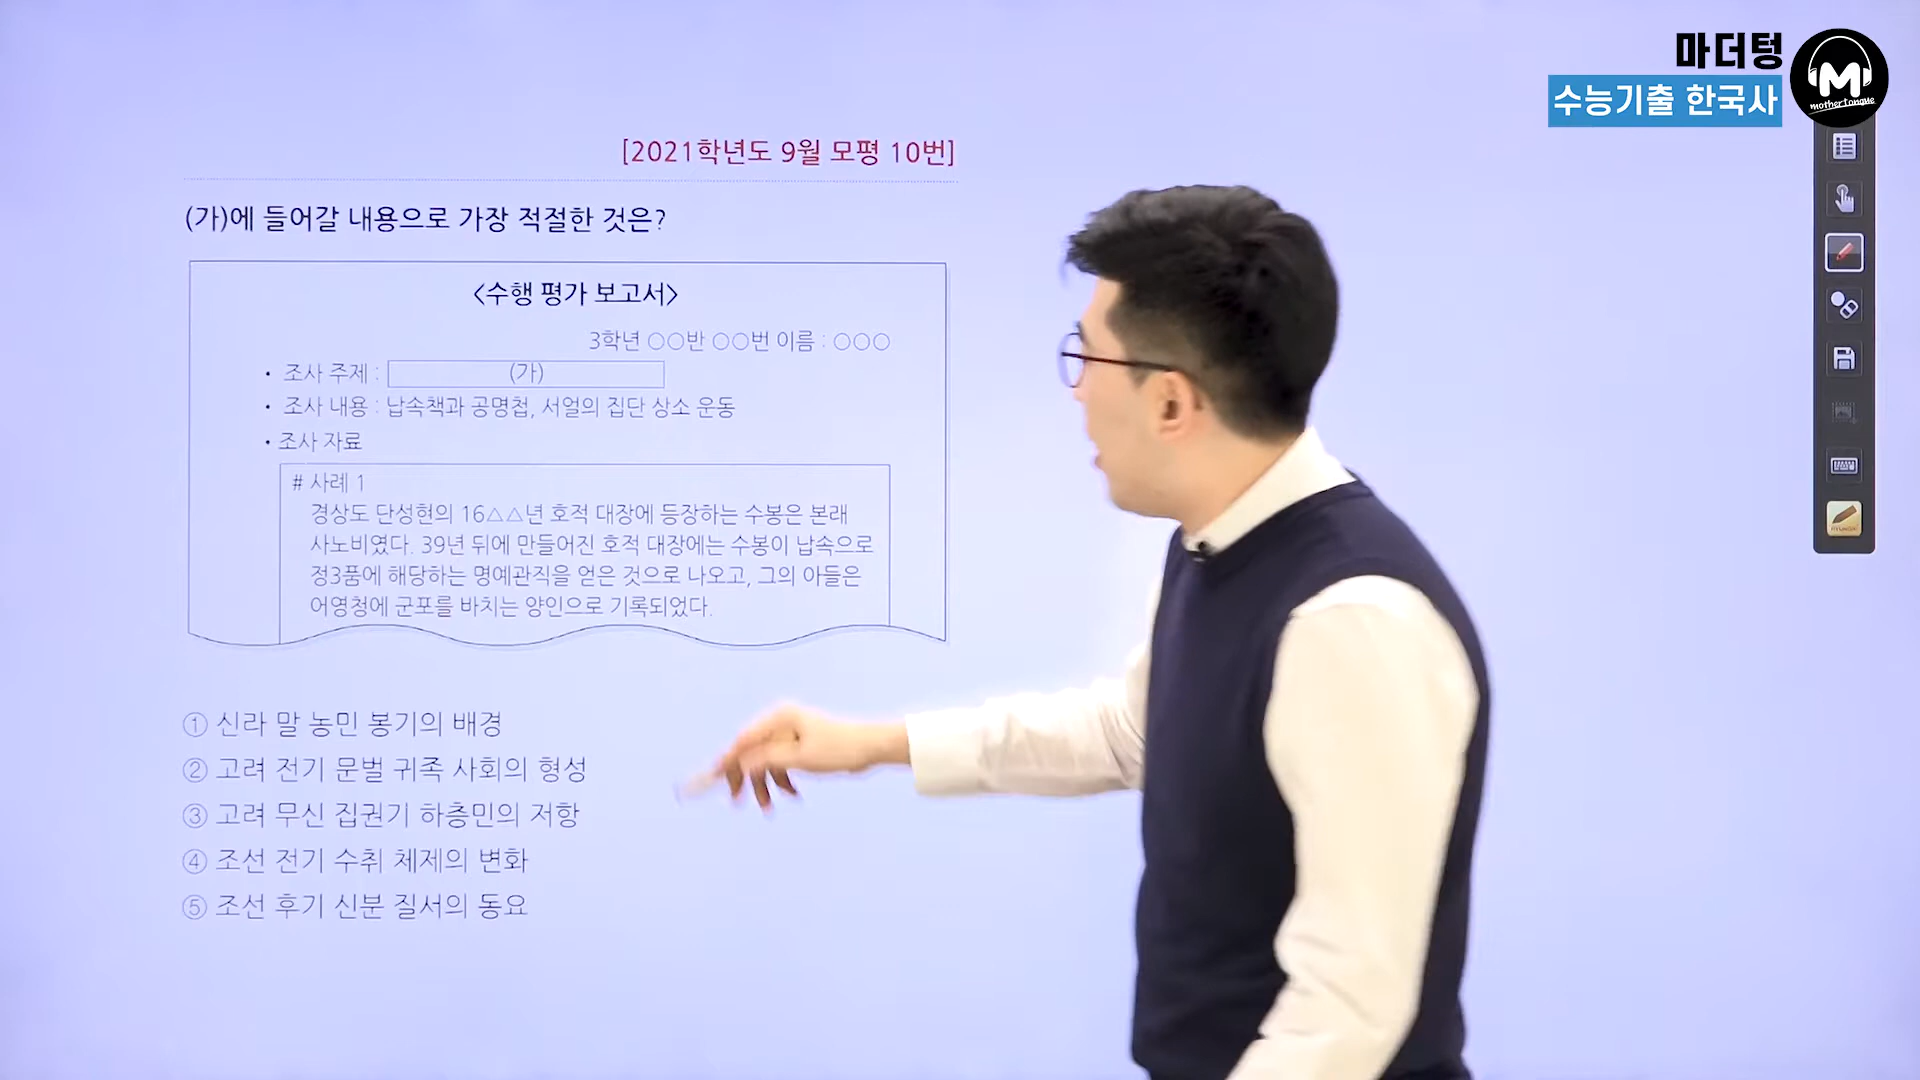 마더텅
수능기출 한국사
M
mothertongue
[2021학년도 9월 모평 10번]
(가)에 들어갈 내용으로 가장 적절한 것은?
<수행 평가 보고서>
3학년 ○○반 ○○번 이름 : ○○○
• 조사 주제 : (가)
• 조사 내용 : 납속책과 공명첩, 서얼의 집단 상소 운동
• 조사 자료
# 사례 1
경상도 단성현의 16△△년 호적 대장에 등장하는 수봉은 본래
사노비였다. 39년 뒤에 만들어진 호적 대장에는 수봉이 납속으로
정3품에 해당하는 명예관직을 얻은 것으로 나오고, 그의 아들은
어영청에 군포를 바치는 양인으로 기록되었다.
① 신라 말 농민 봉기의 배경
② 고려 전기 문벌 귀족 사회의 형성
③ 고려 무신 집권기 하층민의 저항
④ 조선 전기 수취 체제의 변화
⑤ 조선 후기 신분 질서의 동요